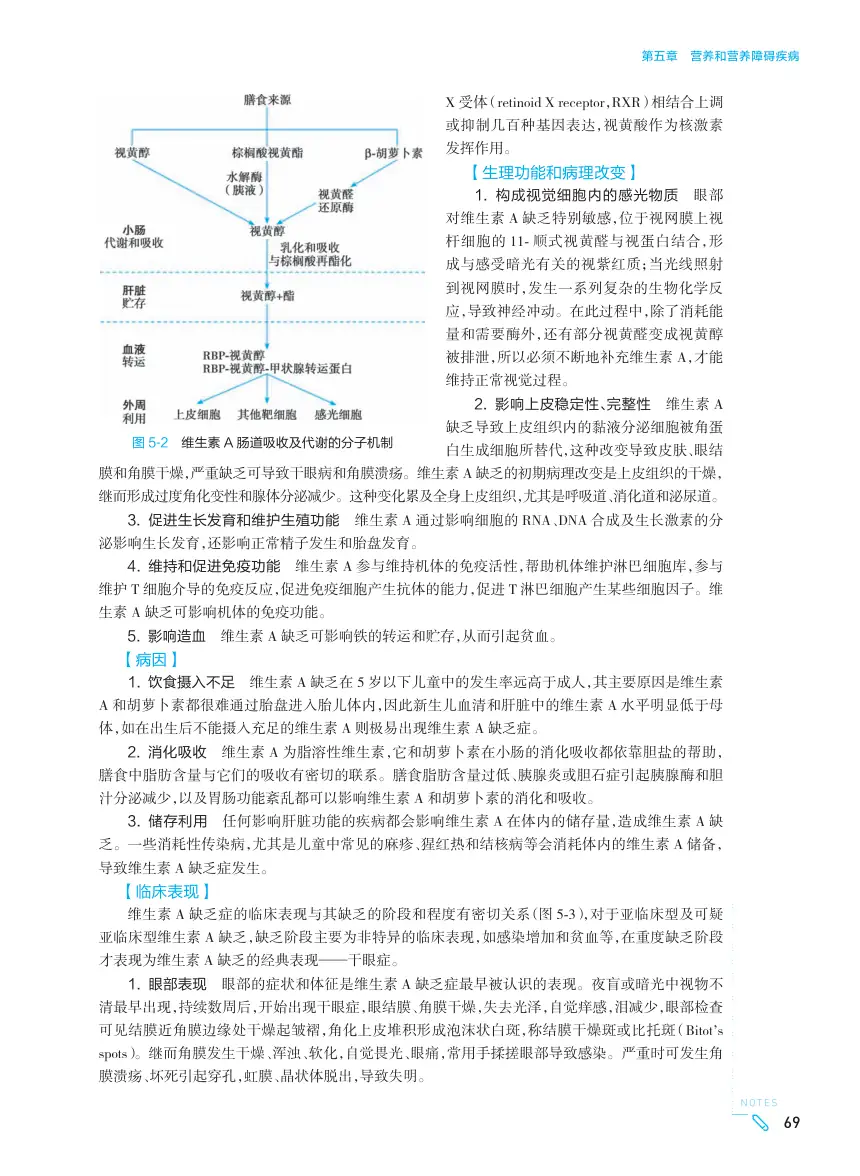 第五章 营养和营养障碍疾病
膳食来源
视黄醇 棕榈酸视黄酯 β-胡萝卜素
水解酶
（胰液）
视黄醛
还原酶
小肠
代谢和吸收
视黄醇
乳化和吸收
与棕榈酸再酯化
肝脏
贮存
视黄醇+酯
血液
转运
RBP-视黄醇
RBP-视黄醇-甲状腺转运蛋白
外周
利用
上皮细胞 其他靶细胞 感光细胞
图 5-2 维生素 A 肠道吸收及代谢的分子机制
X 受体（retinoid X receptor，RXR）相结合上调
或抑制几百种基因表达，视黄酸作为核激素
发挥作用。
【生理功能和病理改变】
1. 构成视觉细胞内的感光物质 眼部
对维生素 A 缺乏特别敏感，位于视网膜上视
杆细胞的 11- 顺式视黄醛与视蛋白结合，形
成与感受暗光有关的视紫红质；当光线照射
到视网膜时，发生一系列复杂的生物化学反
应，导致神经冲动。在此过程中，除了消耗能
量和需要酶外，还有部分视黄醛变成视黄醇
被排泄，所以必须不断地补充维生素 A，才能
维持正常视觉过程。
2. 影响上皮稳定性、完整性 维生素 A
缺乏导致上皮组织内的黏液分泌细胞被角蛋
白生成细胞所替代，这种改变导致皮肤、眼结
膜和角膜干燥，严重缺乏可导致干眼病和角膜溃疡。维生素 A 缺乏的初期病理改变是上皮组织的干燥，
继而形成过度角化变性和腺体分泌减少。这种变化累及全身上皮组织，尤其是呼吸道、消化道和泌尿道。
3. 促进生长发育和维护生殖功能 维生素 A 通过影响细胞的 RNA、DNA 合成及生长激素的分
泌影响生长发育，还影响正常精子发生和胎盘发育。
4. 维持和促进免疫功能 维生素 A 参与维持机体的免疫活性，帮助机体维护淋巴细胞库，参与
维护 T 细胞介导的免疫反应，促进免疫细胞产生抗体的能力，促进 T 淋巴细胞产生某些细胞因子。维
生素 A 缺乏可影响机体的免疫功能。
5. 影响造血 维生素 A 缺乏可影响铁的转运和贮存，从而引起贫血。
【病因】
1. 饮食摄入不足 维生素 A 缺乏在 5 岁以下儿童中的发生率远高于成人，其主要原因是维生素
A 和胡萝卜素都很难通过胎盘进入胎儿体内，因此新生儿血清和肝脏中的维生素 A 水平明显低于母
体，如在出生后不能摄入充足的维生素 A 则极易出现维生素 A 缺乏症。
2. 消化吸收 维生素 A 为脂溶性维生素，它和胡萝卜素在小肠的消化吸收都依靠胆盐的帮助，
膳食中脂肪含量与它们的吸收有密切的联系。膳食脂肪含量过低、胰腺炎或胆石症引起胰腺酶和胆
汁分泌减少，以及胃肠功能紊乱都可以影响维生素 A 和胡萝卜素的消化和吸收。
3. 储存利用 任何影响肝脏功能的疾病都会影响维生素 A 在体内的储存量，造成维生素 A 缺
乏。一些消耗性传染病，尤其是儿童中常见的麻疹、猩红热和结核病等会消耗体内的维生素 A 储备，
导致维生素 A 缺乏症发生。
【临床表现】
维生素 A 缺乏症的临床表现与其缺乏的阶段和程度有密切关系（图 5-3），对于亚临床型及可疑
亚临床型维生素 A 缺乏，缺乏阶段主要为非特异的临床表现，如感染增加和贫血等，在重度缺乏阶段
才表现为维生素 A 缺乏的经典表现——干眼症。
1. 眼部表现 眼部的症状和体征是维生素 A 缺乏症最早被认识的表现。夜盲或暗光中视物不
清最早出现，持续数周后，开始出现干眼症，眼结膜、角膜干燥，失去光泽，自觉痒感，泪减少，眼部检查
可见结膜近角膜边缘处干燥起皱褶，角化上皮堆积形成泡沫状白斑，称结膜干燥斑或比托斑（Bitot’s
spots）。继而角膜发生干燥、浑浊、软化，自觉畏光、眼痛，常用手揉搓眼部导致感染。严重时可发生角
膜溃疡、坏死引起穿孔，虹膜、晶状体脱出，导致失明。
NOTES
69